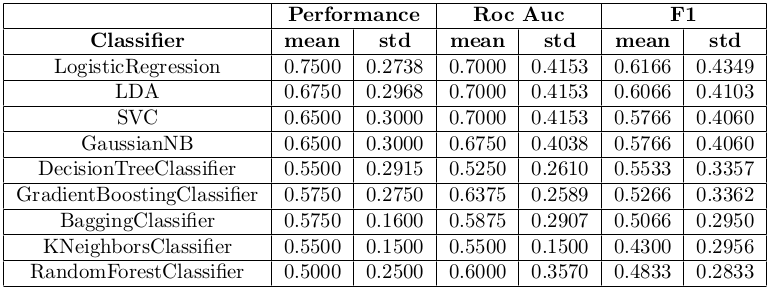 Performance Roc Auc F1
Classifier mean std mean std mean std
LogisticRegression 0.7500 0.2738 0.7000 0.4153 0.6166 0.4349
LDA 0.6750 0.2968 0.7000 0.4153 0.6066 0.4103
SVC 0.6500 0.3000 0.7000 0.4153 0.5766 0.4060
GaussianNB 0.6500 0.3000 0.6750 0.4038 0.5766 0.4060
DecisionTreeClassifier 0.5500 0.2915 0.5250 0.2610 0.5533 0.3357
GradientBoostingClassifier 0.5750 0.2750 0.6375 0.2589 0.5266 0.3362
BaggingClassifier 0.5750 0.1600 0.5875 0.2907 0.5066 0.2950
KNeighborsClassifier 0.5500 0.1500 0.5500 0.1500 0.4300 0.2956
RandomForestClassifier 0.5000 0.2500 0.6000 0.3570 0.4833 0.2833